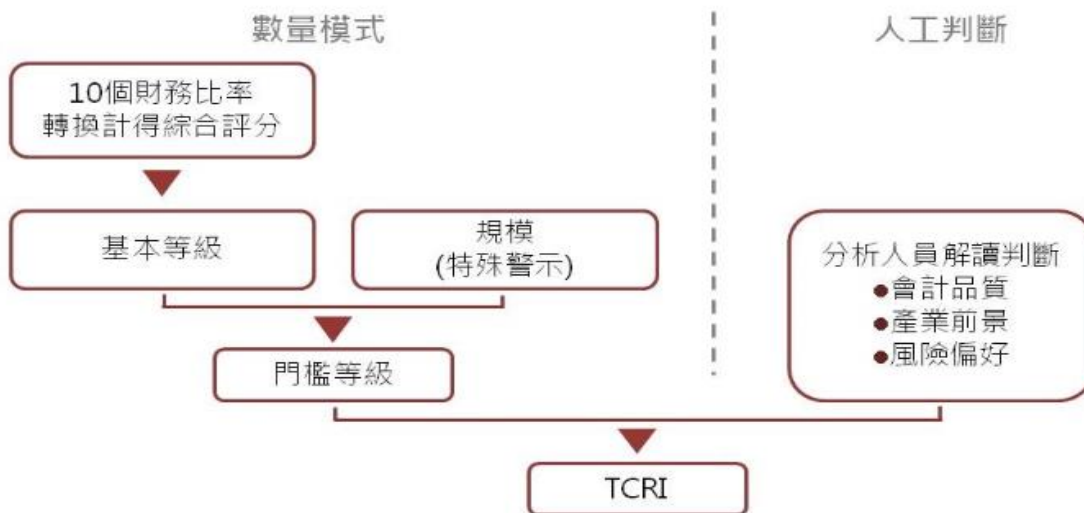 數量模式
人工判斷
10個財務比率
轉換計得綜合評分
基本等級
規模
(特殊警示)
分析人員解讀判斷
●會計品質
●產業前景
●風險偏好
門檻等級
TCRI